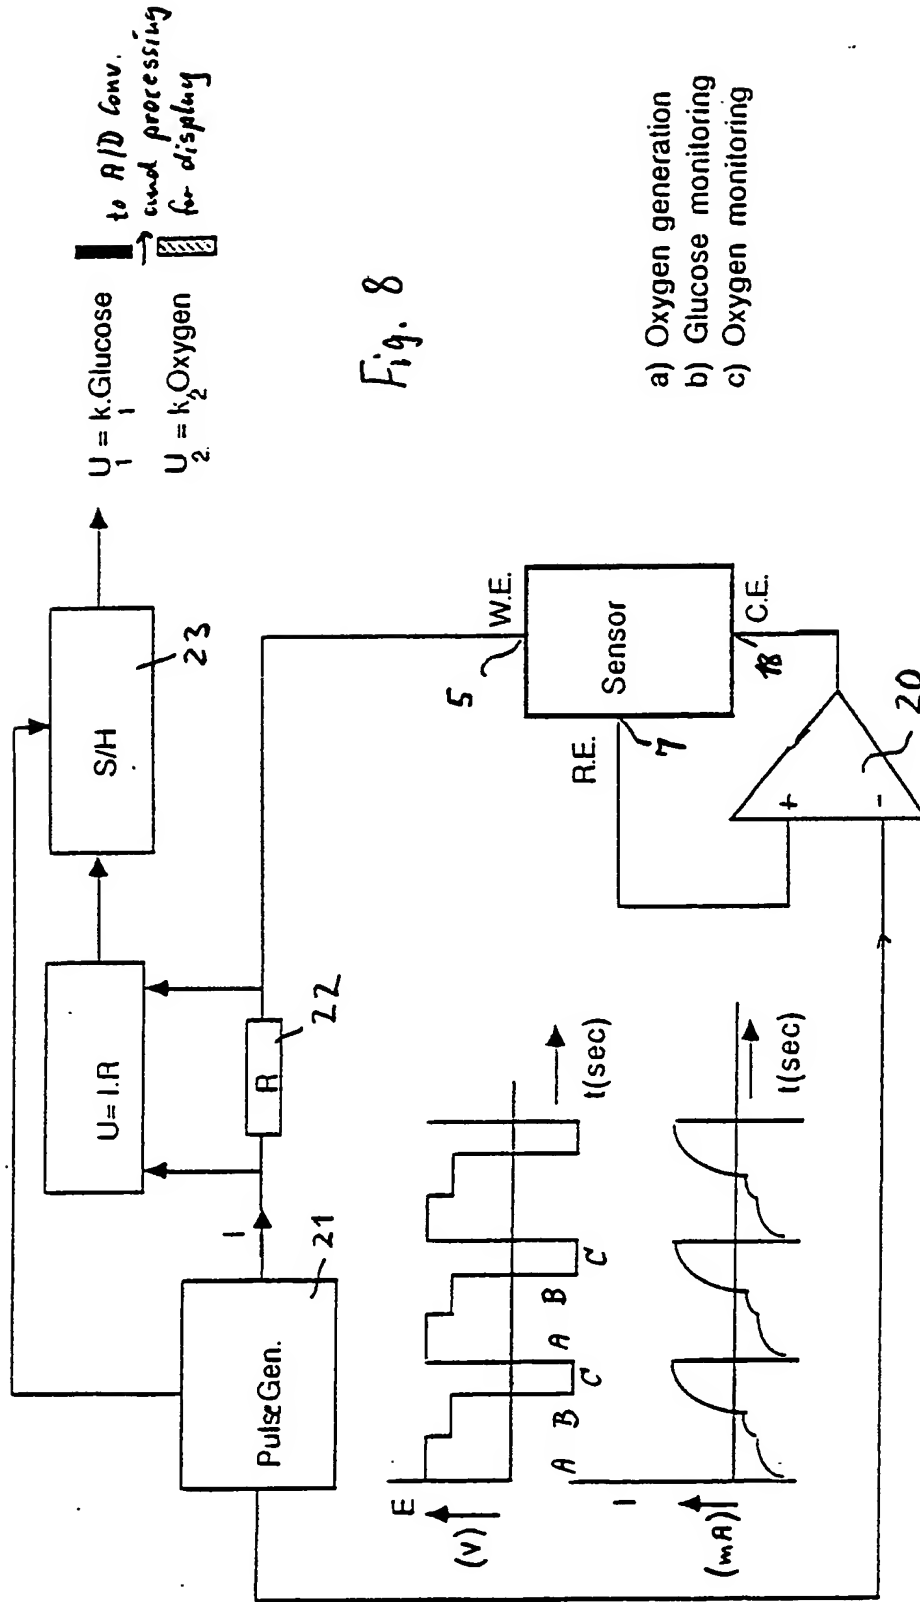 to A/D Conv.
and processing
for display
U1 = k1.Glucose
U2 = k2.Oxygen
Fig. 8
a) Oxygen generation
b) Glucose monitoring
c) Oxygen monitoring
S/H
23
U=I.R
R
22
I
Pulse Gen.
21
W.E.
5
Sensor
R.E.
7
C.E.
18
+
-
20
E
(V)
t(sec)
A B C A B C
I
(mA)
t(sec)